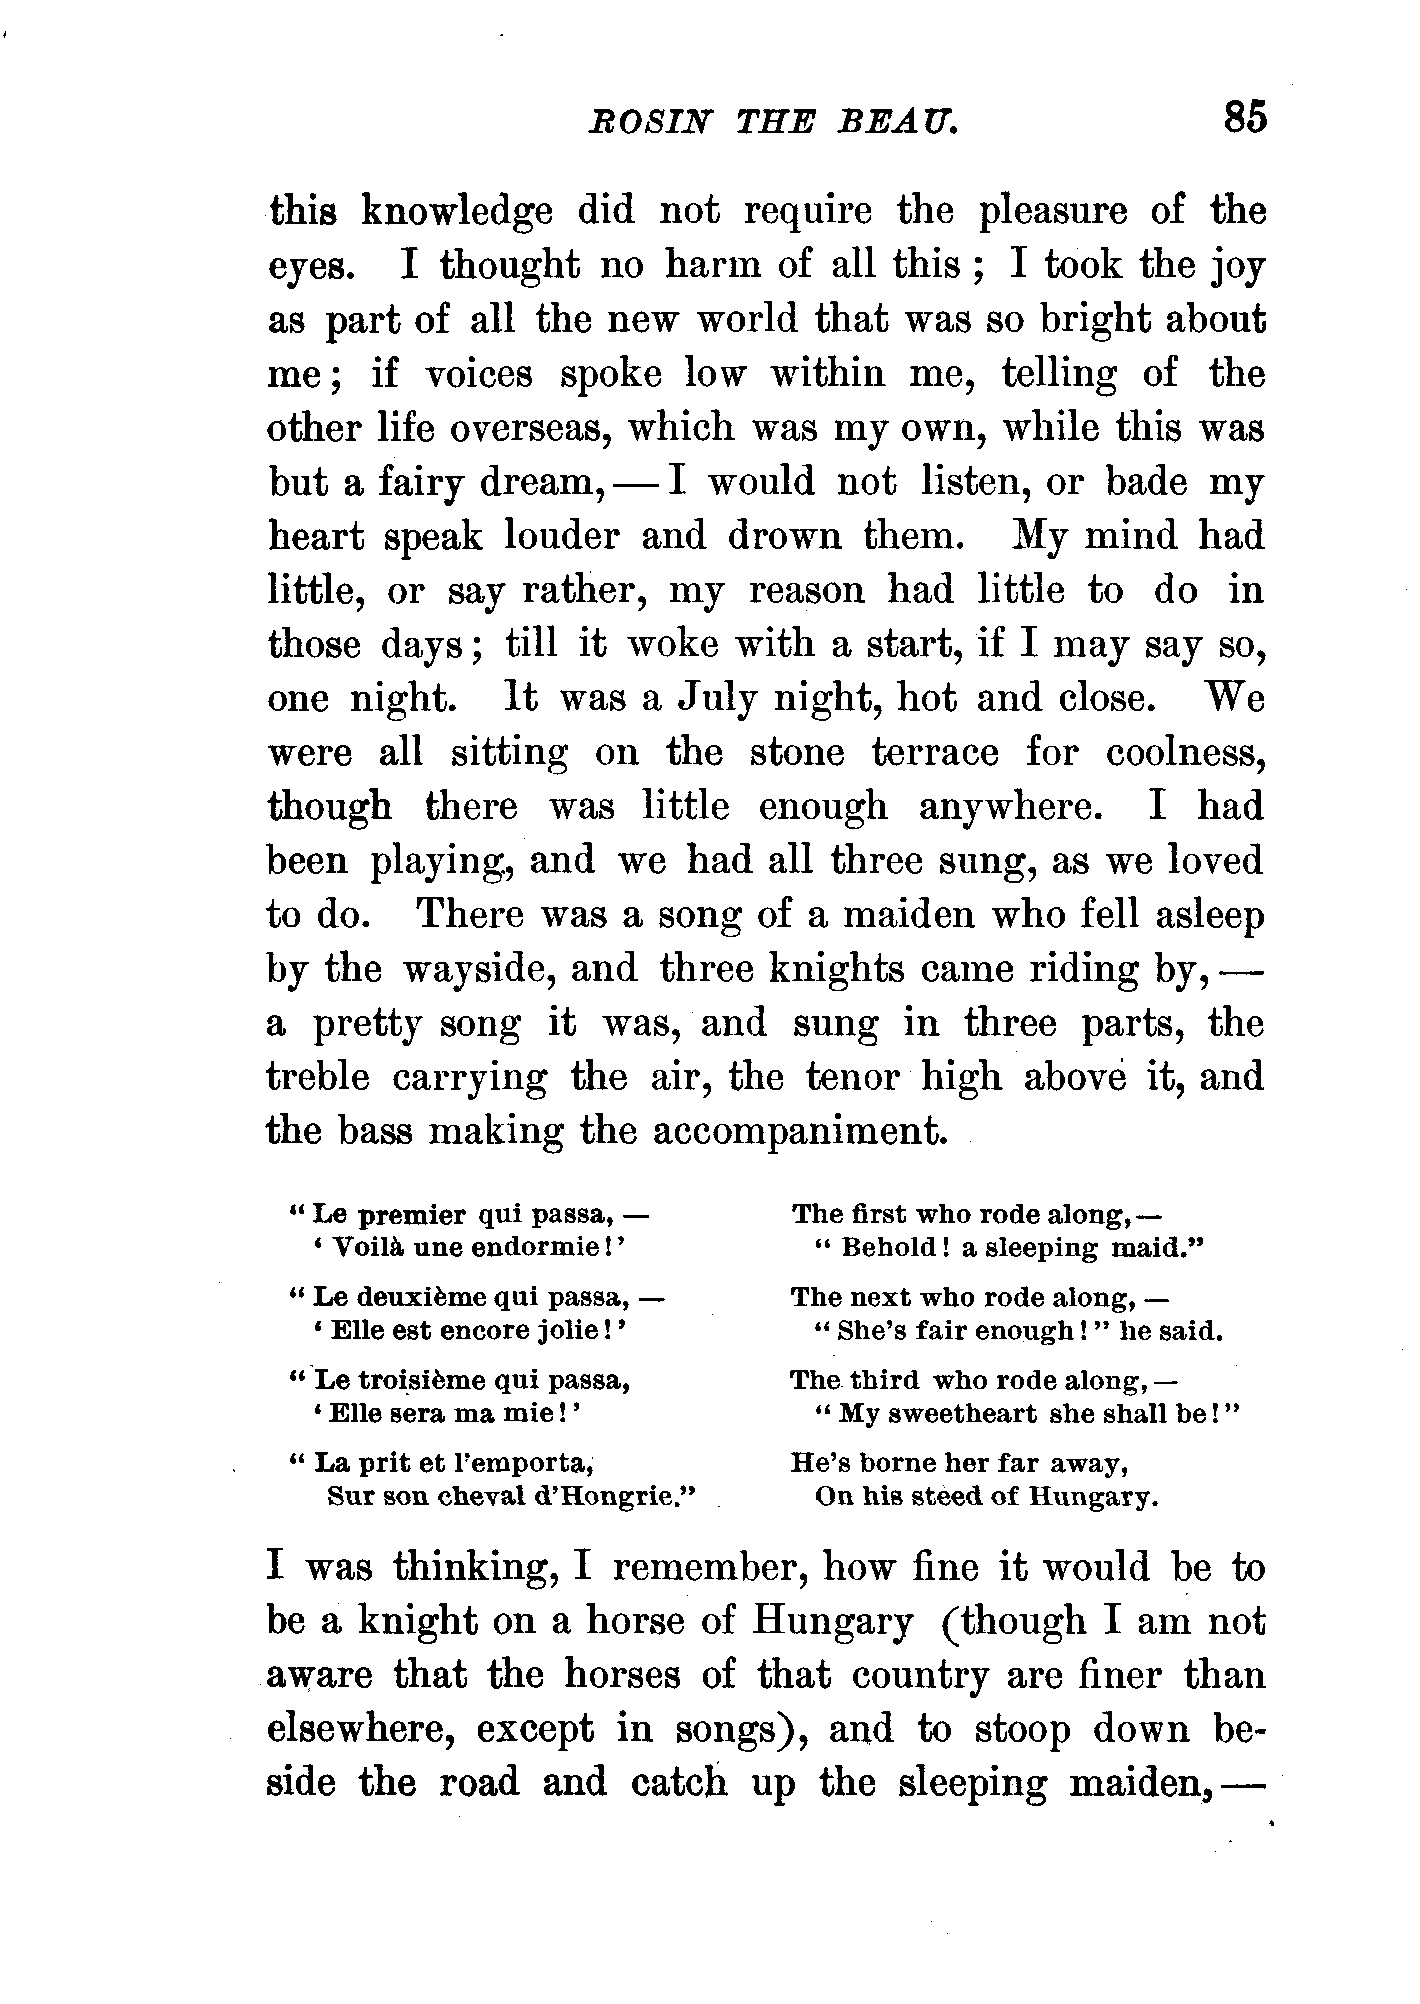 ROSIN THE BEAU. 85
this knowledge did not require the pleasure of the
eyes. I thought no harm of all this ; I took the joy
as part of all the new world that was so bright about
me ; if voices spoke low within me, telling of the
other life overseas, which was my own, while this was
but a fairy dream, — I would not listen, or bade my
heart speak louder and drown them. My mind had
little, or say rather, my reason had little to do in
those days ; till it woke with a start, if I may say so,
one night. It was a July night, hot and close. We
were all sitting on the stone terrace for coolness,
though there was little enough anywhere. I had
been playing, and we had all three sung, as we loved
to do. There was a song of a maiden who fell asleep
by the wayside, and three knights came riding by, —
a pretty song it was, and sung in three parts, the
treble carrying the air, the tenor high above it, and
the bass making the accompaniment.
“ Le premier qui passa, —
‘ Voilà une endormie ! ’
“ Le deuxième qui passa, —
‘ Elle est encore jolie ! ’
“ Le troisième qui passa,
‘ Elle sera ma mie ! ’
“ La prit et l’emporta,
Sur son cheval d’Hongrie.”
The first who rode along, —
“ Behold ! a sleeping maid.”
The next who rode along, —
“ She’s fair enough ! ” he said.
The third who rode along, —
“ My sweetheart she shall be ! ”
He’s borne her far away,
On his steed of Hungary.
I was thinking, I remember, how fine it would be to
be a knight on a horse of Hungary (though I am not
aware that the horses of that country are finer than
elsewhere, except in songs), and to stoop down be-
side the road and catch up the sleeping maiden, —